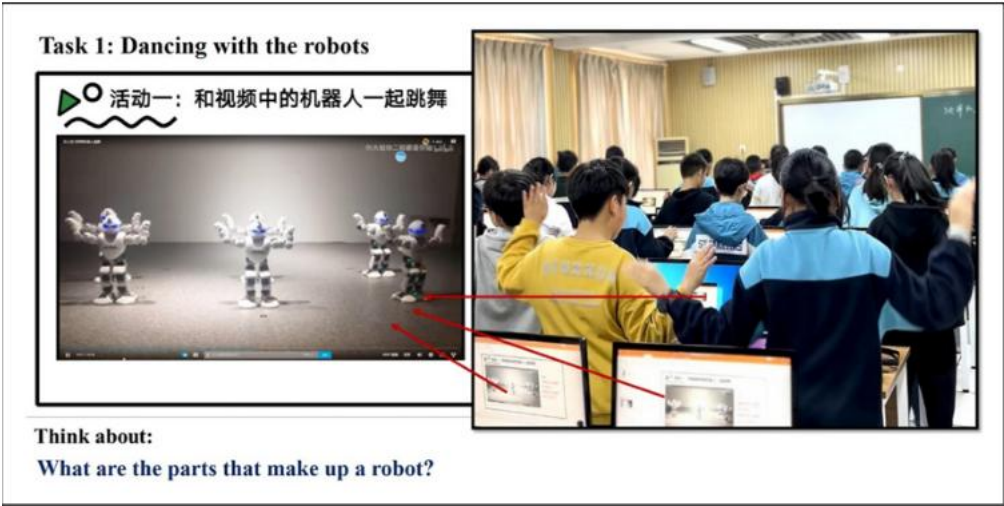 Task 1: Dancing with the robots
活动一：和视频中的机器人一起跳舞
Think about:
What are the parts that make up a robot?